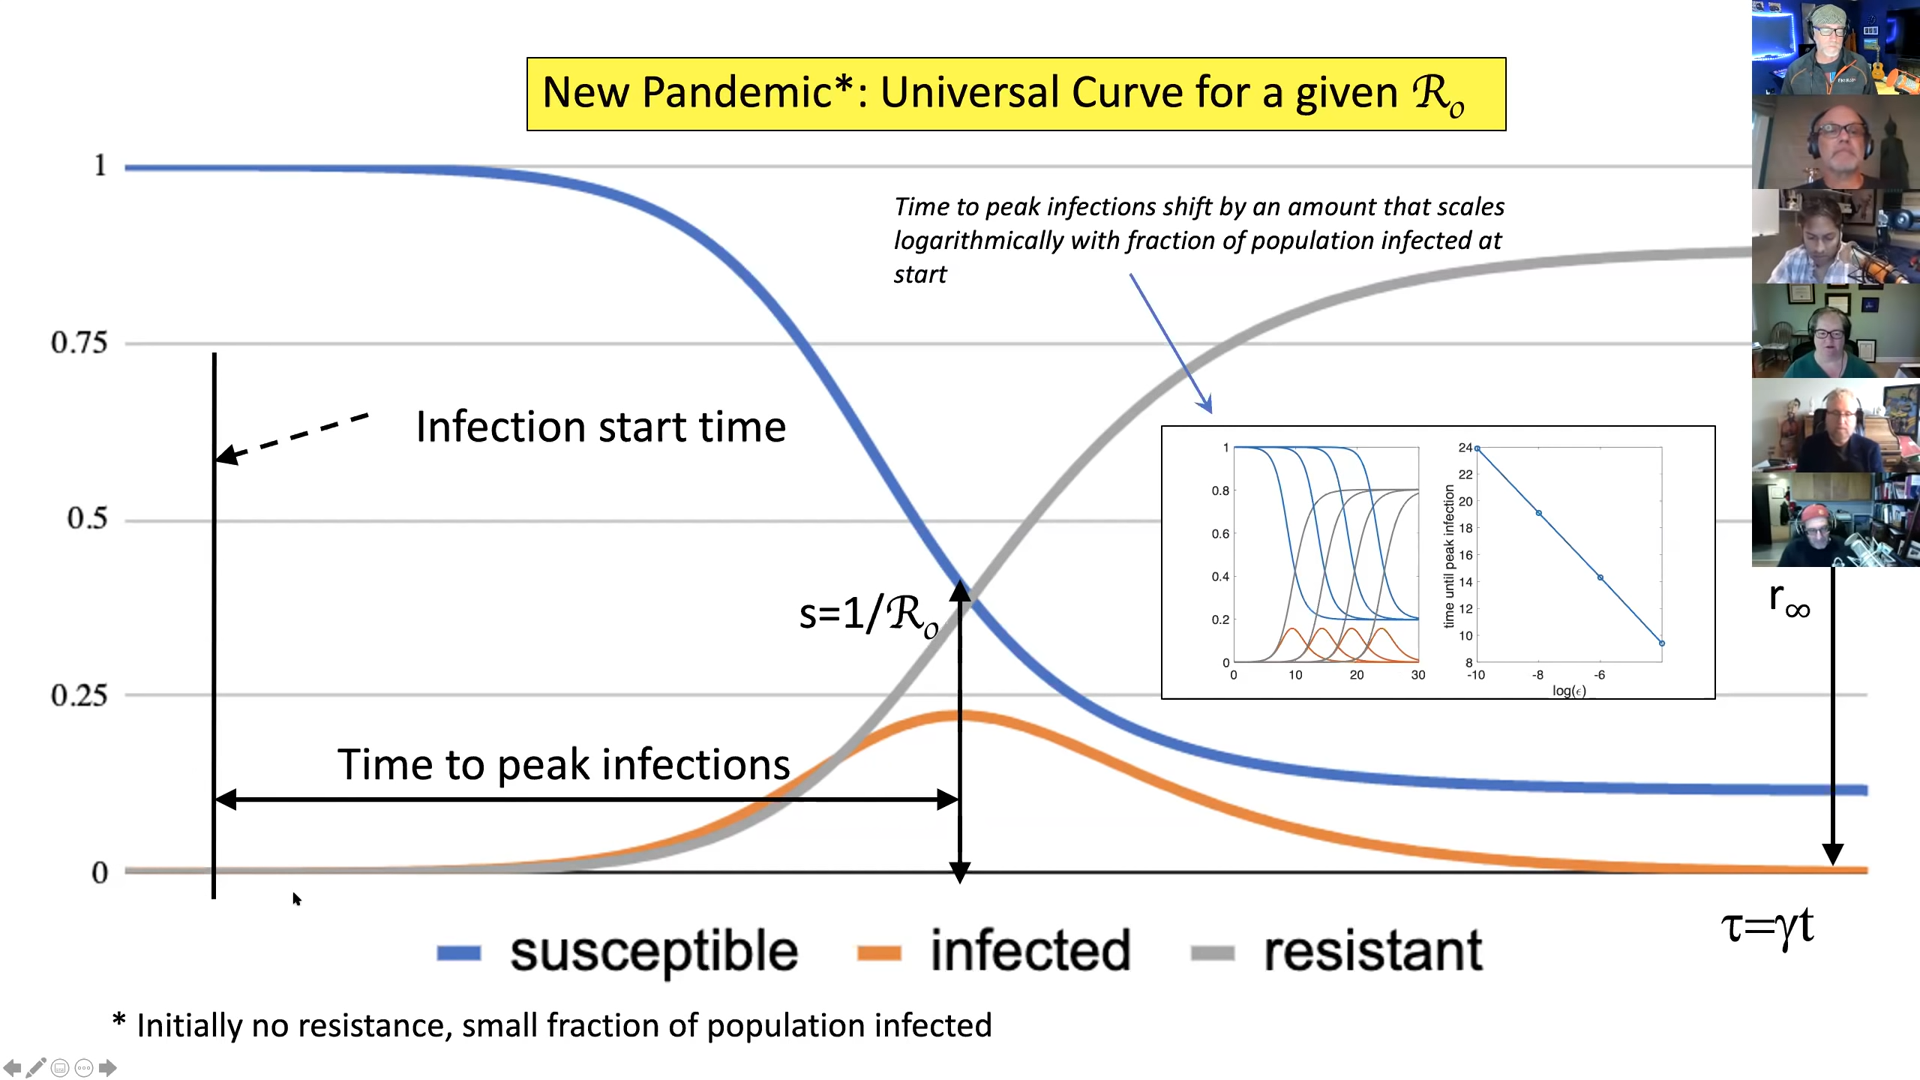 New Pandemic*: Universal Curve for a given ℛo
1
0.75
0.5
0.25
0
Time to peak infections shift by an amount that scales
logarithmically with fraction of population infected at
start
Infection start time
s=1/ℛo
Time to peak infections
1
0.8
0.6
0.4
0.2
0
0 10 20 30
time until peak infection
24
22
20
18
16
14
12
10
8
-10 -8 -6
log(ϵ)
r∞
τ=γt
susceptible infected resistant
* Initially no resistance, small fraction of population infected